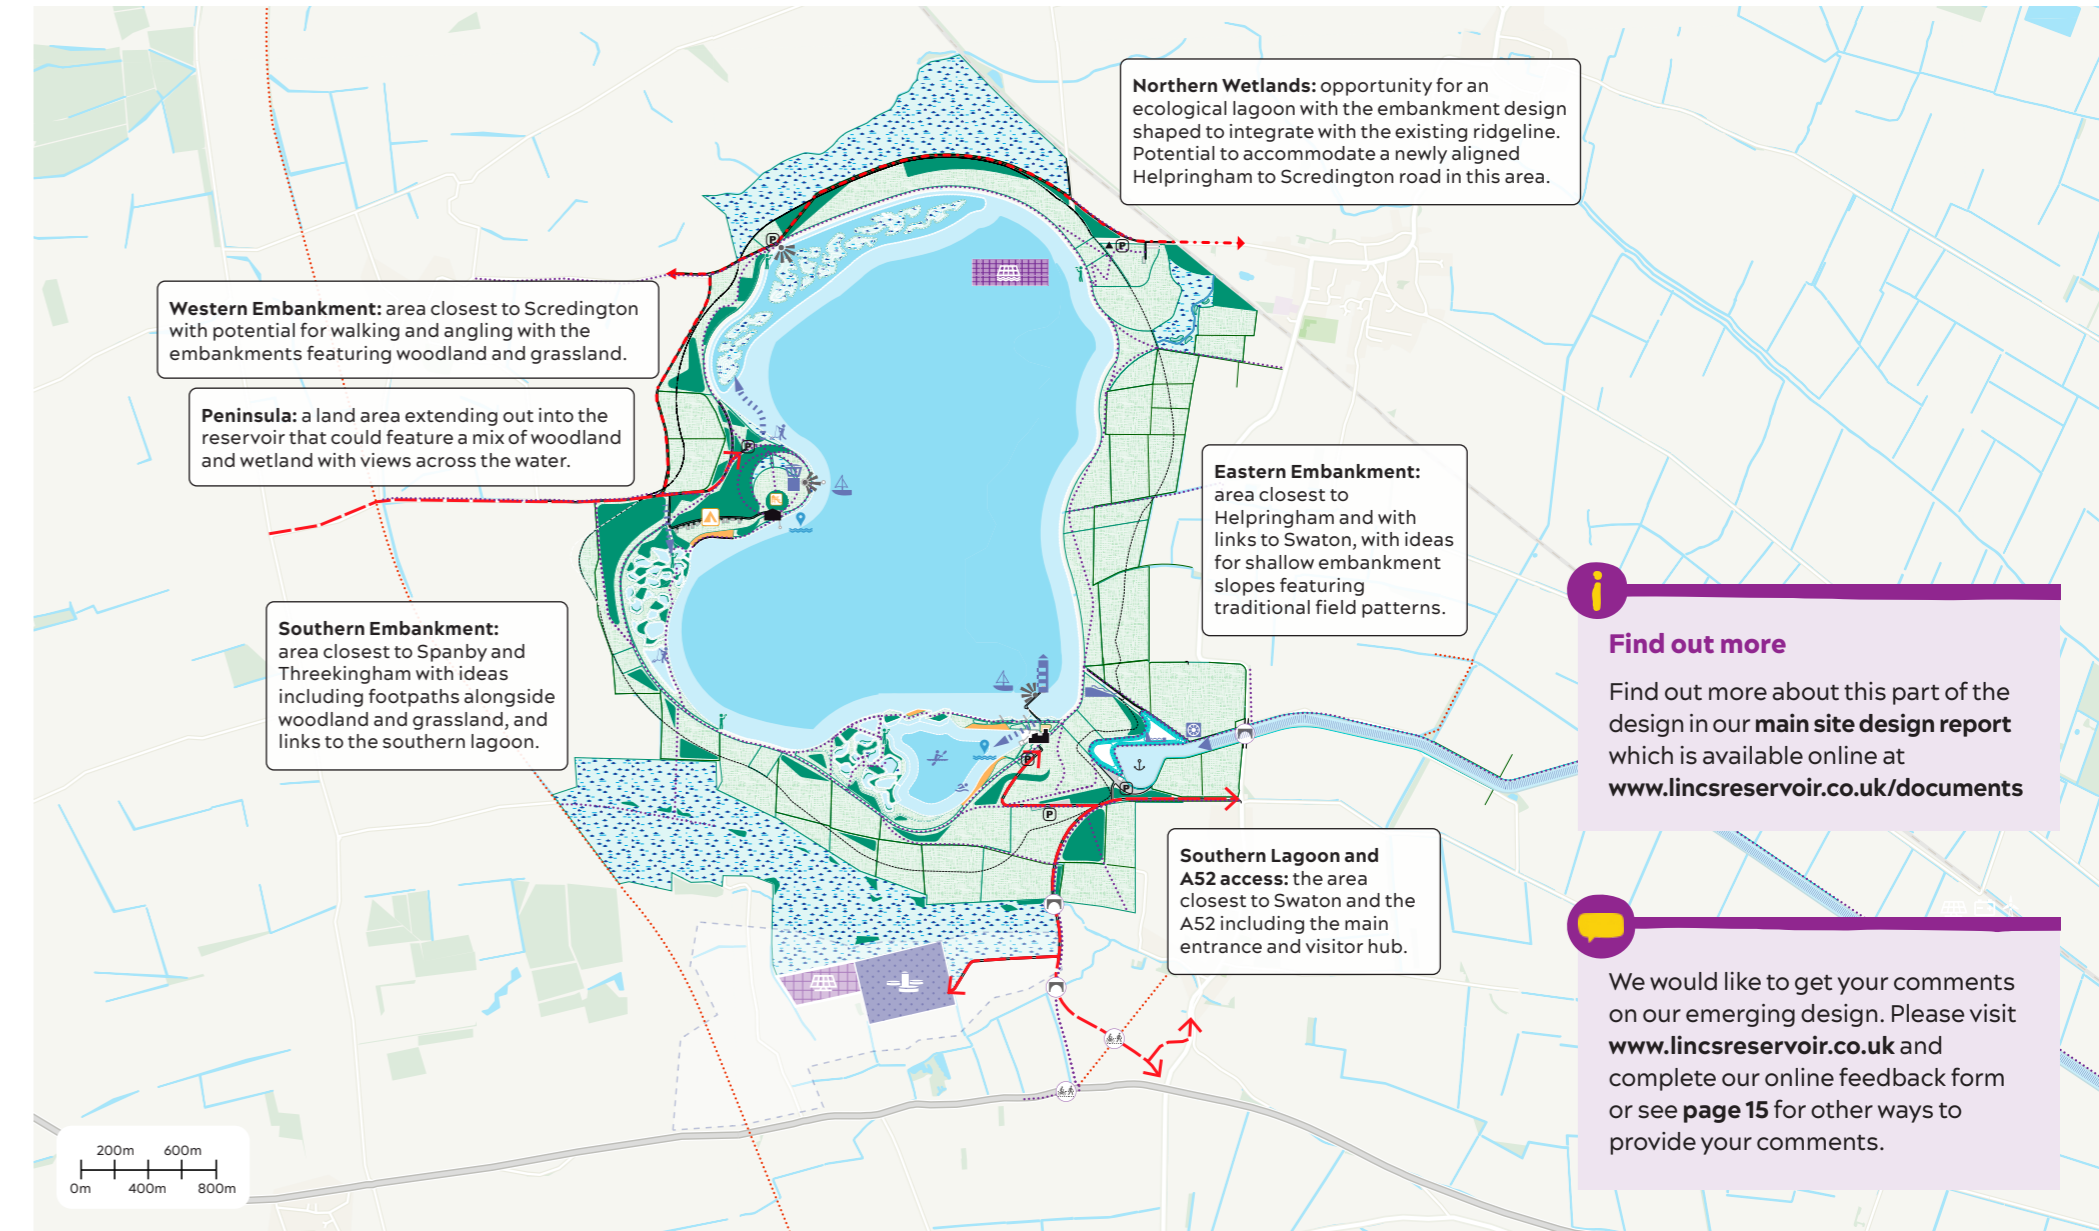 Northern Wetlands: opportunity for an
ecological lagoon with the embankment design
shaped to integrate with the existing ridgeline.
Potential to accommodate a newly aligned
Helpringham to Scredington road in this area.
Western Embankment: area closest to Scredington
with potential for walking and angling with the
embankments featuring woodland and grassland.
Peninsula: a land area extending out into the
reservoir that could feature a mix of woodland
and wetland with views across the water.
Eastern Embankment:
area closest to
Helpringham and with
links to Swaton, with ideas
for shallow embankment
slopes featuring
traditional field patterns.
Southern Embankment:
area closest to Spanby and
Threekingham with ideas
including footpaths alongside
woodland and grassland, and
links to the southern lagoon.
Southern Lagoon and
A52 access: the area
closest to Swaton and the
A52 including the main
entrance and visitor hub.
P
P
P
P
P
P
i
Find out more
Find out more about this part of the
design in our main site design report
which is available online at
www.lincsreservoir.co.uk/documents
We would like to get your comments
on our emerging design. Please visit
www.lincsreservoir.co.uk and
complete our online feedback form
or see page 15 for other ways to
provide your comments.
200m 600m
0m 400m 800m